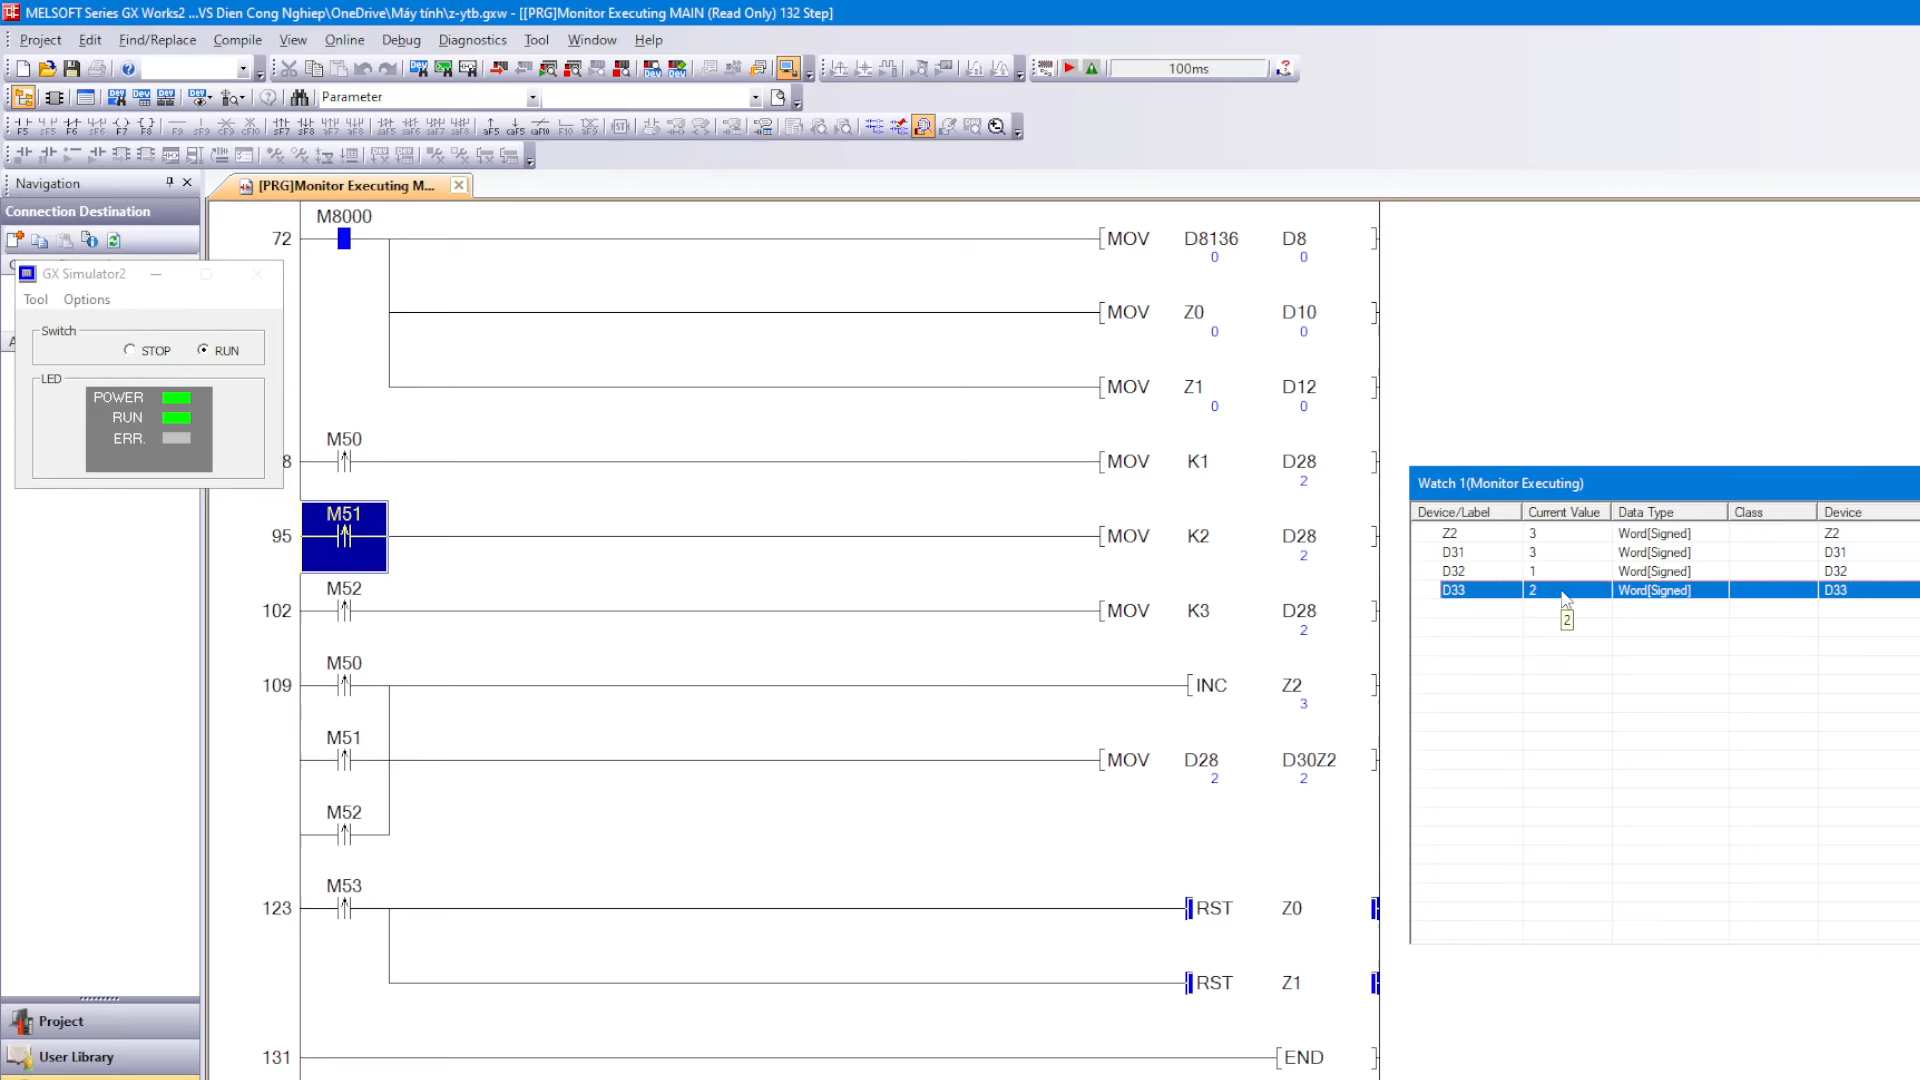 MELSOFT Series GX Works2 ...VS Dien Cong Nghiep\OneDrive\Máy tính\z-ytb.gxw - [[PRG]Monitor Executing MAIN (Read Only) 132 Step]
Project Edit Find/Replace Compile View Online Debug Diagnostics Tool Window Help
100ms
Parameter
Navigation
[PRG]Monitor Executing M...
Connection Destination
GX Simulator2
Tool Options
Switch
STOP RUN
LED
POWER
RUN
ERR.
M8000
72 MOV D8136 D8
0 0
MOV Z0 D10
0 0
MOV Z1 D12
0 0
M50
8 MOV K1 D28
2
M51
95 MOV K2 D28
2
M52
102 MOV K3 D28
2
M50
109 INC Z2
3
M51
MOV D28 D30Z2
2 2
M52
M53
123 RST Z0
RST Z1
131 END
Watch 1(Monitor Executing)
Device/Label Current Value Data Type Class Device
Z2 3 Word[Signed] Z2
D31 3 Word[Signed] D31
D32 1 Word[Signed] D32
D33 2 Word[Signed] D33
2
Project
User Library